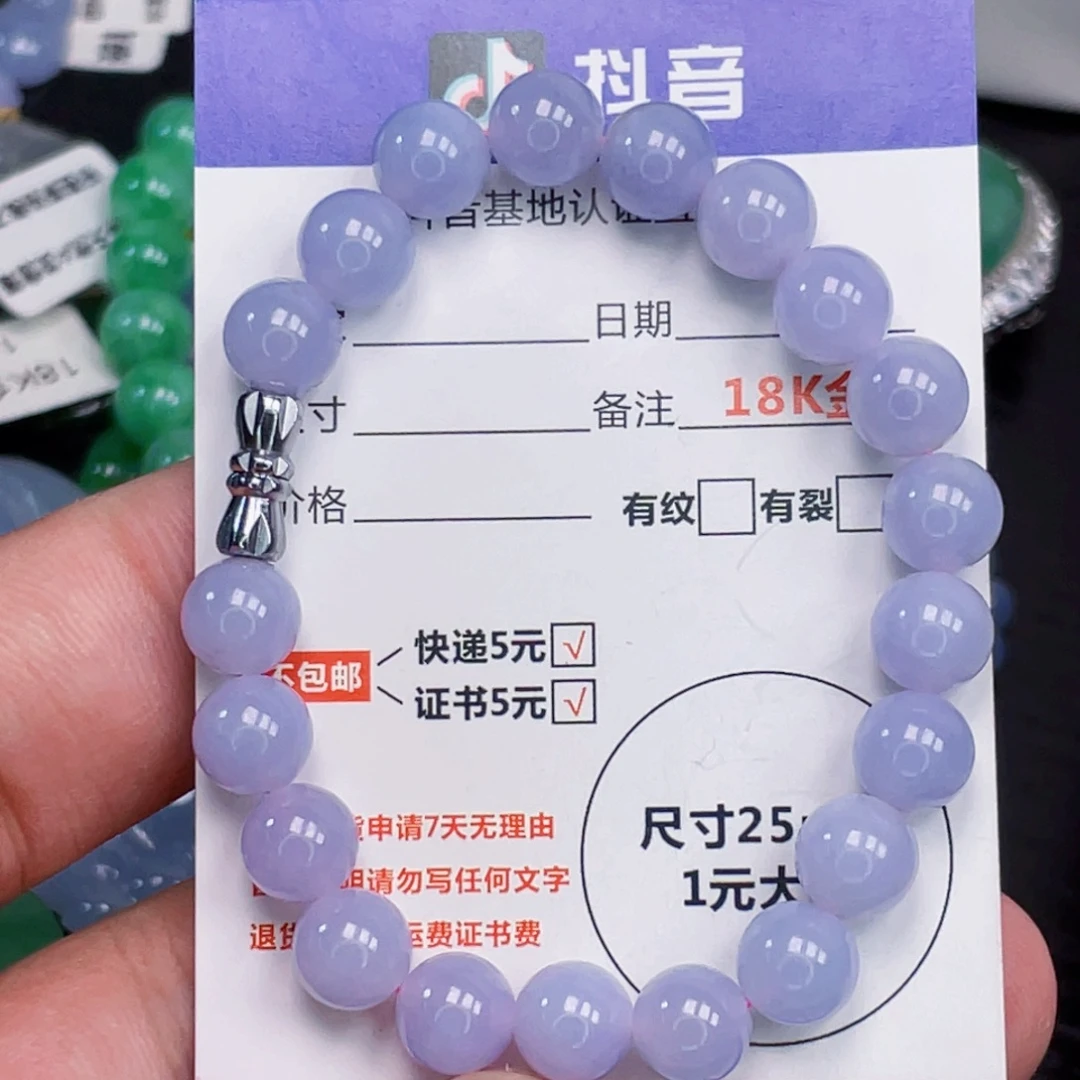 抖音
音基地认证
日期
寸
备注 18K金
价格
有纹 有裂
不包邮
快递5元 √
证书5元 √
申请7天无理由
请勿写任何文字
退货
运费证书费
尺寸25
1元大
18K